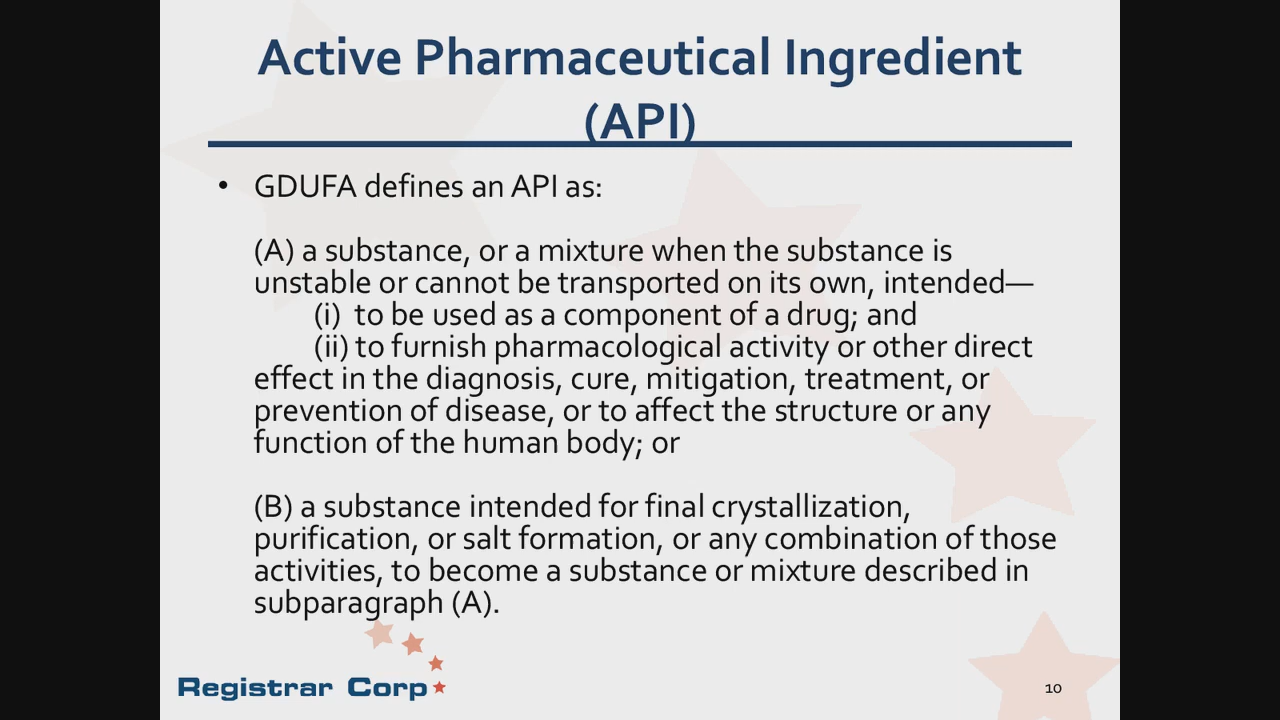 Active Pharmaceutical Ingredient
(API)
• GDUFA defines an API as:
(A) a substance, or a mixture when the substance is
unstable or cannot be transported on its own, intended—
(i) to be used as a component of a drug; and
(ii) to furnish pharmacological activity or other direct
effect in the diagnosis, cure, mitigation, treatment, or
prevention of disease, or to affect the structure or any
function of the human body; or
(B) a substance intended for final crystallization,
purification, or salt formation, or any combination of those
activities, to become a substance or mixture described in
subparagraph (A).
Registrar Corp
10